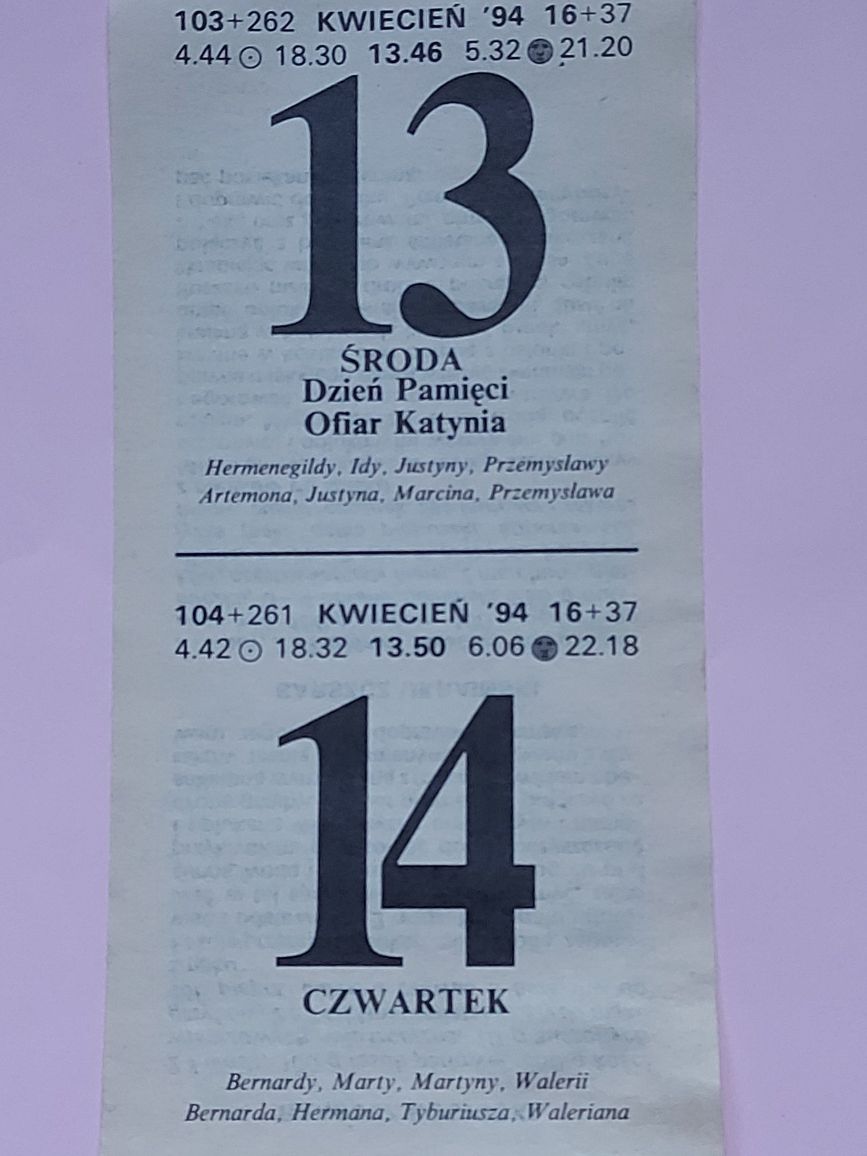 103+262 KWIECIEŃ '94 16+37
4.44 ☉ 18.30 13.46 5.32 🌚 21.20
13
ŚRODA
Dzień Pamięci
Ofiar Katynia
Hermenegildy, Idy, Justyny, Przemysławy
Artemona, Justyna, Marcina, Przemysława
104+261 KWIECIEŃ '94 16+37
4.42 ☉ 18.32 13.50 6.06 🌚 22.18
14
CZWARTEK
Bernardy, Marty, Martyny, Walerii
Bernarda, Hermana, Tyburiusza, Waleriana